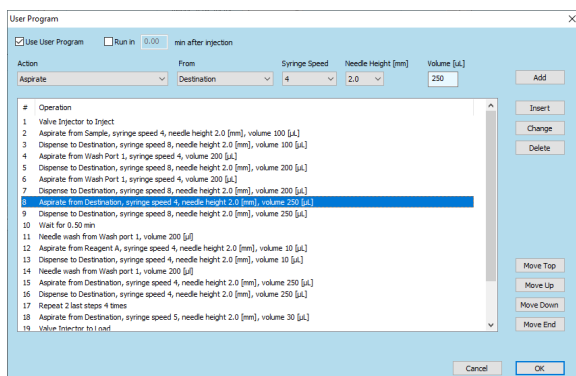 User Program
Use User Program Run in 0.00 min after injection
Action From Syringe Speed Needle Height [mm] Volume [uL]
Aspirate Destination 4 2.0 250 Add
# Operation Insert
1 Valve Injector to Inject
2 Aspirate from Sample, syringe speed 4, needle height 2.0 [mm], volume 100 [µL] Change
3 Dispense to Destination, syringe speed 8, needle height 2.0 [mm], volume 100 [µL]
4 Aspirate from Wash Port 1, syringe speed 4, volume 200 [µL] Delete
5 Dispense to Destination, syringe speed 8, needle height 2.0 [mm], volume 200 [µL]
6 Aspirate from Wash Port 1, syringe speed 4, volume 200 [µL]
7 Dispense to Destination, syringe speed 8, needle height 2.0 [mm], volume 200 [µL]
8 Aspirate from Destination, syringe speed 4, needle height 2.0 [mm], volume 250 [µL]
9 Dispense to Destination, syringe speed 8, needle height 2.0 [mm], volume 250 [µL]
10 Wait for 0.50 min
11 Needle wash from Wash port 1, volume 200 [µl]
12 Aspirate from Reagent A, syringe speed 4, needle height 2.0 [mm], volume 10 [µL]
13 Dispense to Destination, syringe speed 4, needle height 2.0 [mm], volume 10 [µL]
14 Needle wash from Wash port 1, volume 200 [µl] Move Top
15 Aspirate from Destination, syringe speed 4, needle height 2.0 [mm], volume 250 [µL]
16 Dispense to Destination, syringe speed 4, needle height 2.0 [mm], volume 250 [µL] Move Up
17 Repeat 2 last steps 4 times Move Down
18 Aspirate from Destination, syringe speed 5, needle height 2.0 [mm], volume 30 [µL]
19 Valve Injector to Load Move End
Cancel OK